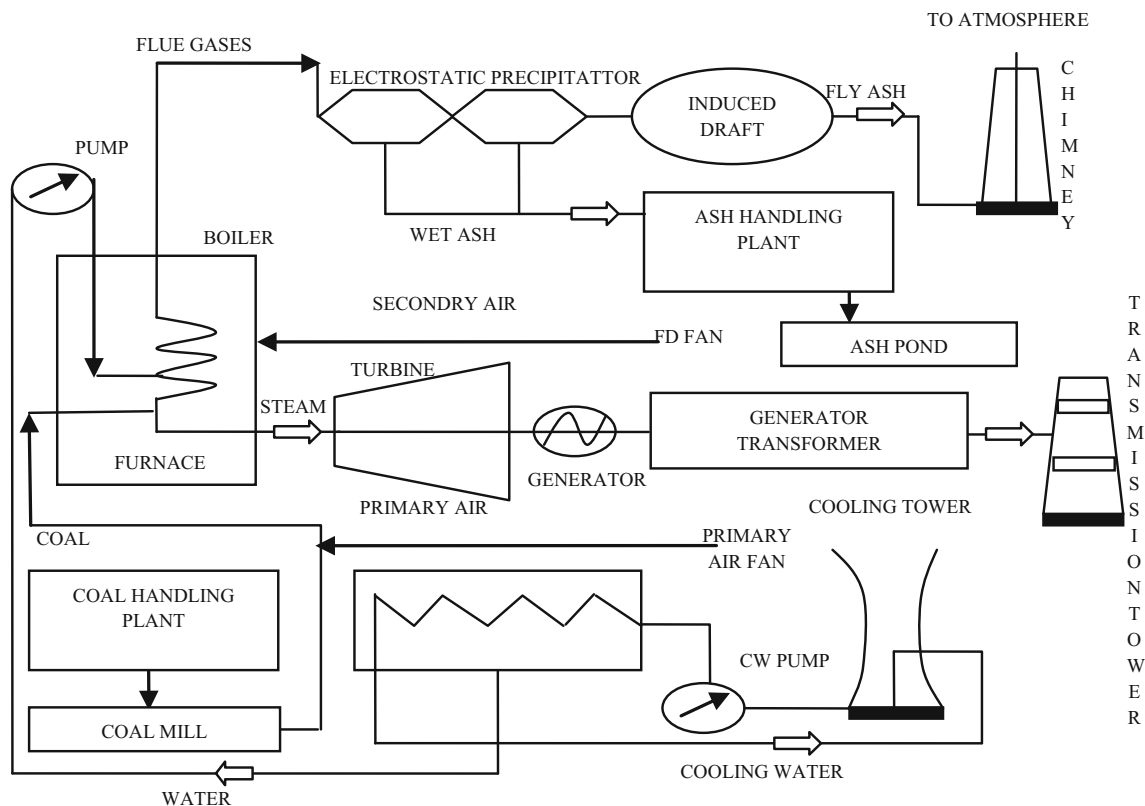 TO ATMOSPHERE
FLUE GASES
ELECTROSTATIC PRECIPITATTOR
INDUCED
DRAFT
FLY ASH
CHIMNEY
PUMP
WET ASH
ASH HANDLING
PLANT
BOILER
SECONDRY AIR
FD FAN
ASH POND
TURBINE
STEAM
GENERATOR
TRANSFORMER
TRANSMISSIONTOWER
FURNACE
GENERATOR
PRIMARY AIR
COOLING TOWER
COAL
PRIMARY
AIR FAN
COAL HANDLING
PLANT
CW PUMP
COAL MILL
COOLING WATER
WATER